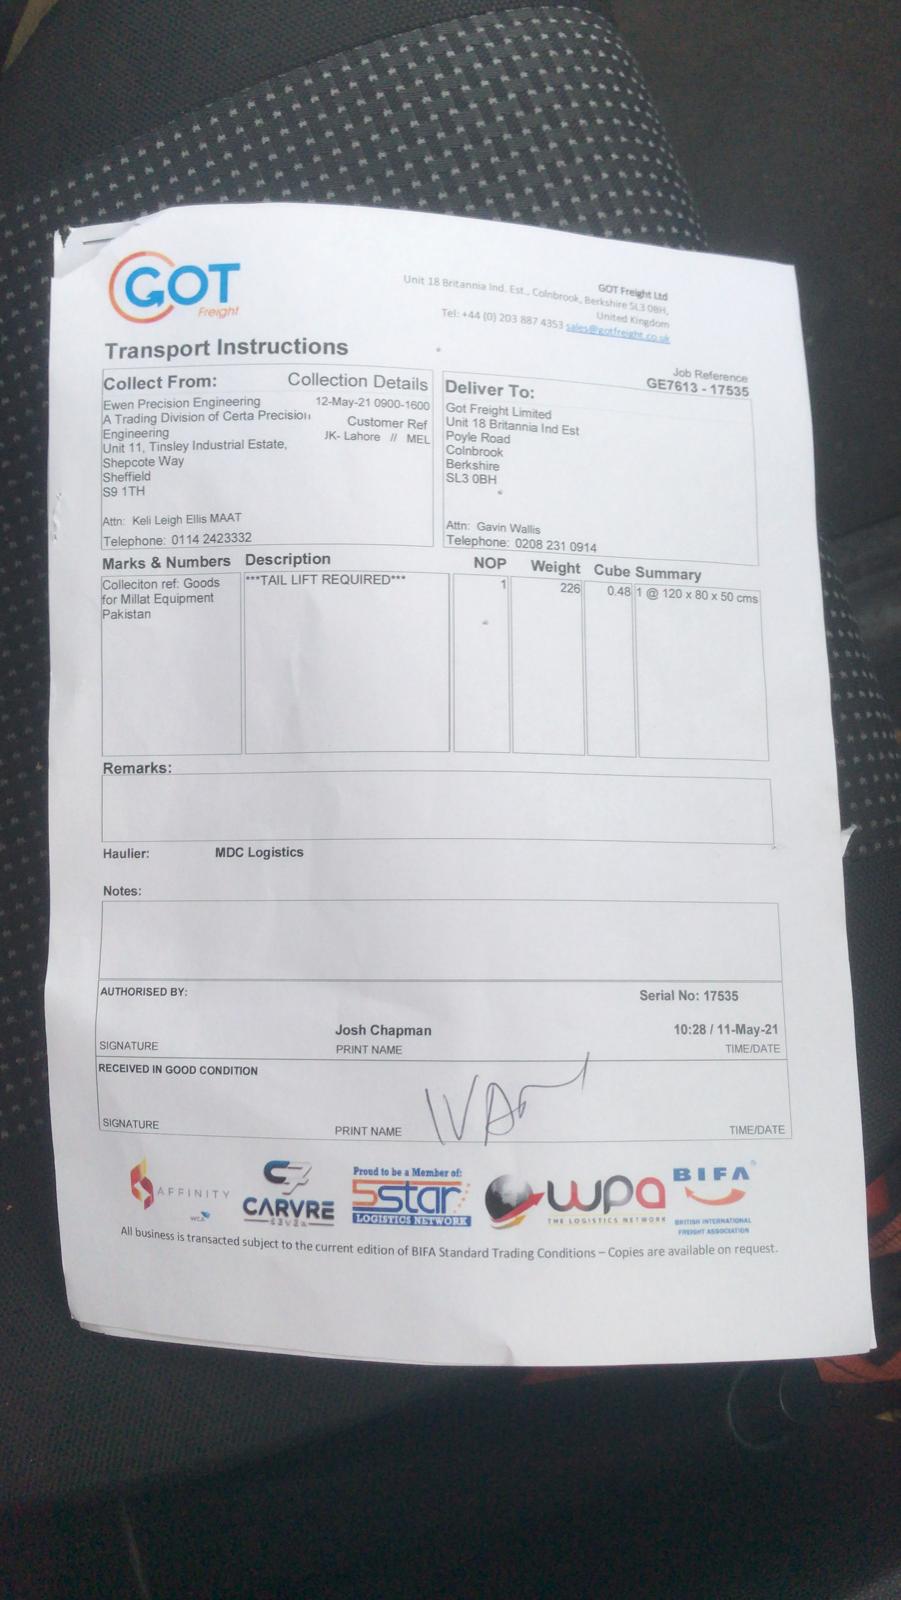 GOT
Freight
GOT Freight Ltd
Unit 18 Britannia Ind. Est., Colnbrook, Berkshire SL3 0BH,
United Kingdom
Tel: +44 (0) 203 887 4353 sales@gotfreight.co.uk
Transport Instructions
Job Reference
GE7613 - 17535
Collect From: Collection Details
Ewen Precision Engineering 12-May-21 0900-1600
A Trading Division of Certa Precision
Engineering Customer Ref
Unit 11, Tinsley Industrial Estate, JK- Lahore // MEL
Shepcote Way
Sheffield
S9 1TH
Attn: Keli Leigh Ellis MAAT
Telephone: 0114 2423332
Deliver To:
Got Freight Limited
Unit 18 Britannia Ind Est
Poyle Road
Colnbrook
Berkshire
SL3 0BH
Attn: Gavin Wallis
Telephone: 0208 231 0914
Marks & Numbers Description NOP Weight Cube Summary
Colleciton ref: Goods ***TAIL LIFT REQUIRED*** 1 226 0.48 1 @ 120 x 80 x 50 cms
for Millat Equipment
Pakistan
Remarks:
Haulier: MDC Logistics
Notes:
AUTHORISED BY: Serial No: 17535
Josh Chapman 10:28 / 11-May-21
SIGNATURE PRINT NAME TIME/DATE
RECEIVED IN GOOD CONDITION
IVAN
SIGNATURE PRINT NAME TIME/DATE
AFFINITY
WCA
CARVRE
Proud to be a Member of:
5star
LOGISTICS NETWORK
wpa
THE LOGISTICS NETWORK
BIFA
BRITISH INTERNATIONAL
FREIGHT ASSOCIATION
All business is transacted subject to the current edition of BIFA Standard Trading Conditions – Copies are available on request.